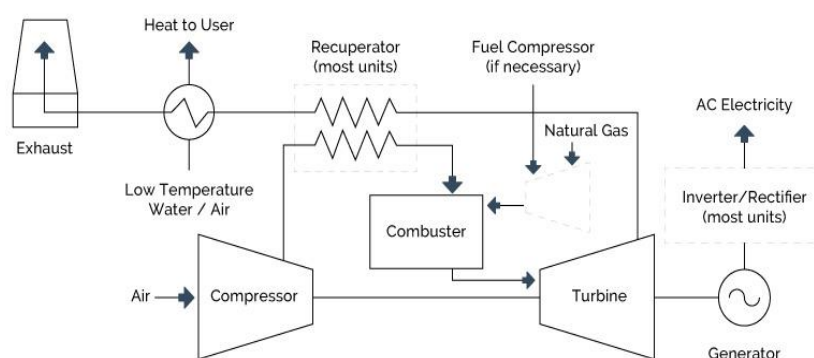 Heat to User
Recuperator
(most units)
Fuel Compressor
(if necessary)
AC Electricity
Natural Gas
Exhaust
Low Temperature
Water / Air
Inverter/Rectifier
(most units)
Combuster
Air
Compressor
Turbine
Generator